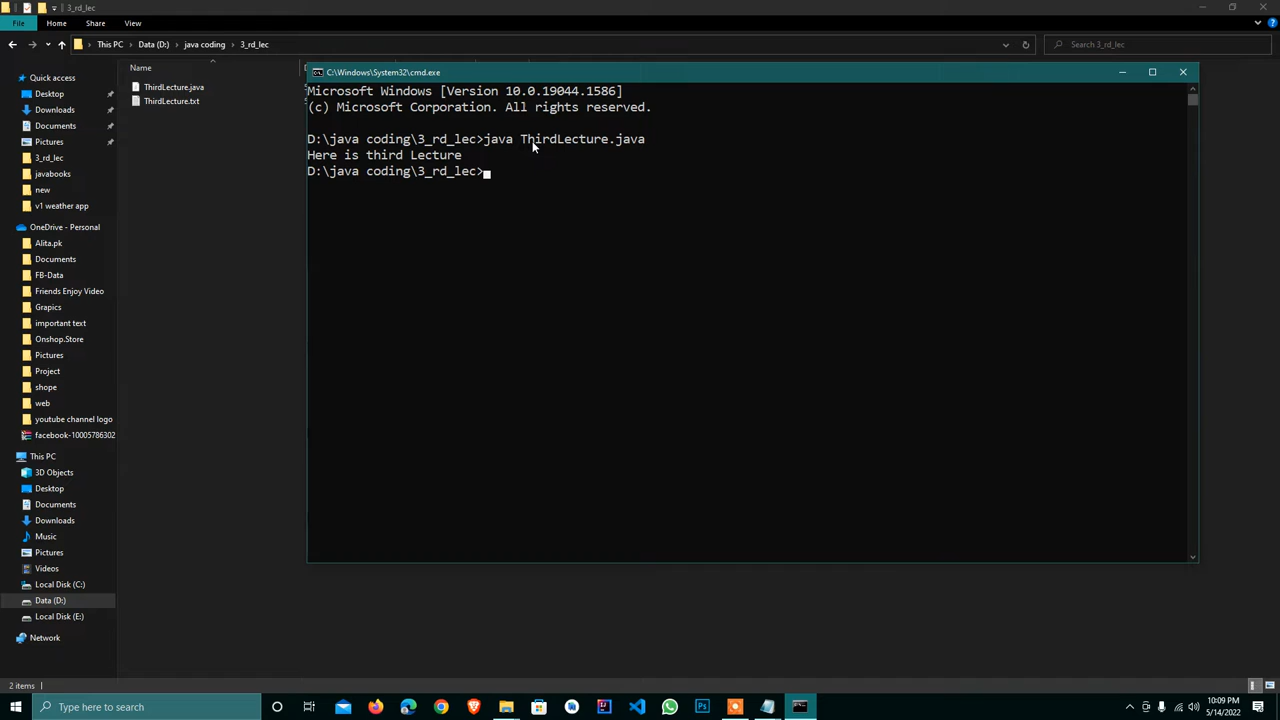 3_rd_lec
File Home Share View
This PC Data (D:) java coding 3_rd_lec
Search 3_rd_lec
Quick access
Desktop
Downloads
Documents
Pictures
3_rd_lec
javabooks
new
v1 weather app
OneDrive - Personal
Alita.pk
Documents
FB-Data
Friends Enjoy Video
Grapics
important text
Onshop.Store
Pictures
Project
shope
web
youtube channel logo
facebook-10005786302
This PC
3D Objects
Desktop
Documents
Downloads
Music
Pictures
Videos
Local Disk (C:)
Data (D:)
Local Disk (E:)
Network
Name
ThirdLecture.java
ThirdLecture.txt
C:\Windows\System32\cmd.exe
Microsoft Windows [Version 10.0.19044.1586]
(c) Microsoft Corporation. All rights reserved.
D:\java coding\3_rd_lec>java ThirdLecture.java
Here is third Lecture
D:\java coding\3_rd_lec>
2 items
Type here to search
10:09 PM
5/14/2022